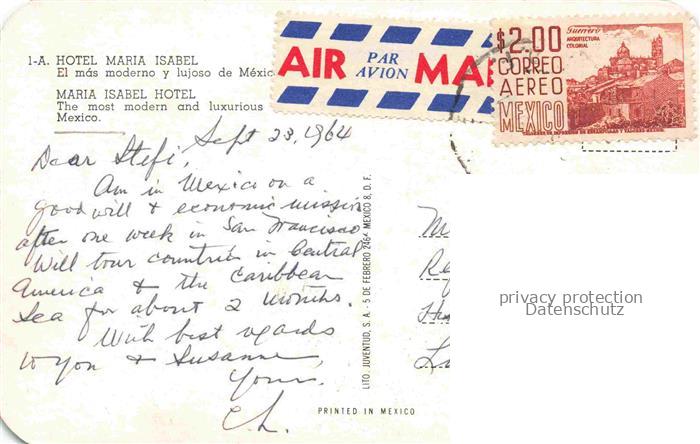 1-A. HOTEL MARIA ISABEL
El más moderno y lujoso de Méxic
MARIA ISABEL HOTEL
The most modern and luxurious
Mexico.
AIR PAR AVION MA
$2.00
CORREO
AEREO
MEXICO
Guerrero
ARQUITECTURA
COLONIAL
Sept 23, 1964
Dear Stefi,
Am in Mexico on a
good will & economic mission
after one week in San Francisco
Will tour countries in Central
America & the Caribbean
Sea for about 2 months.
With best regards
to you & Susanne,
Yours.
LITO. JUVENTUD, S. A. - 5 DE FEBRERO 246 - MEXICO 8, D. F.
PRINTED IN MEXICO
privacy protection
Datenschutz